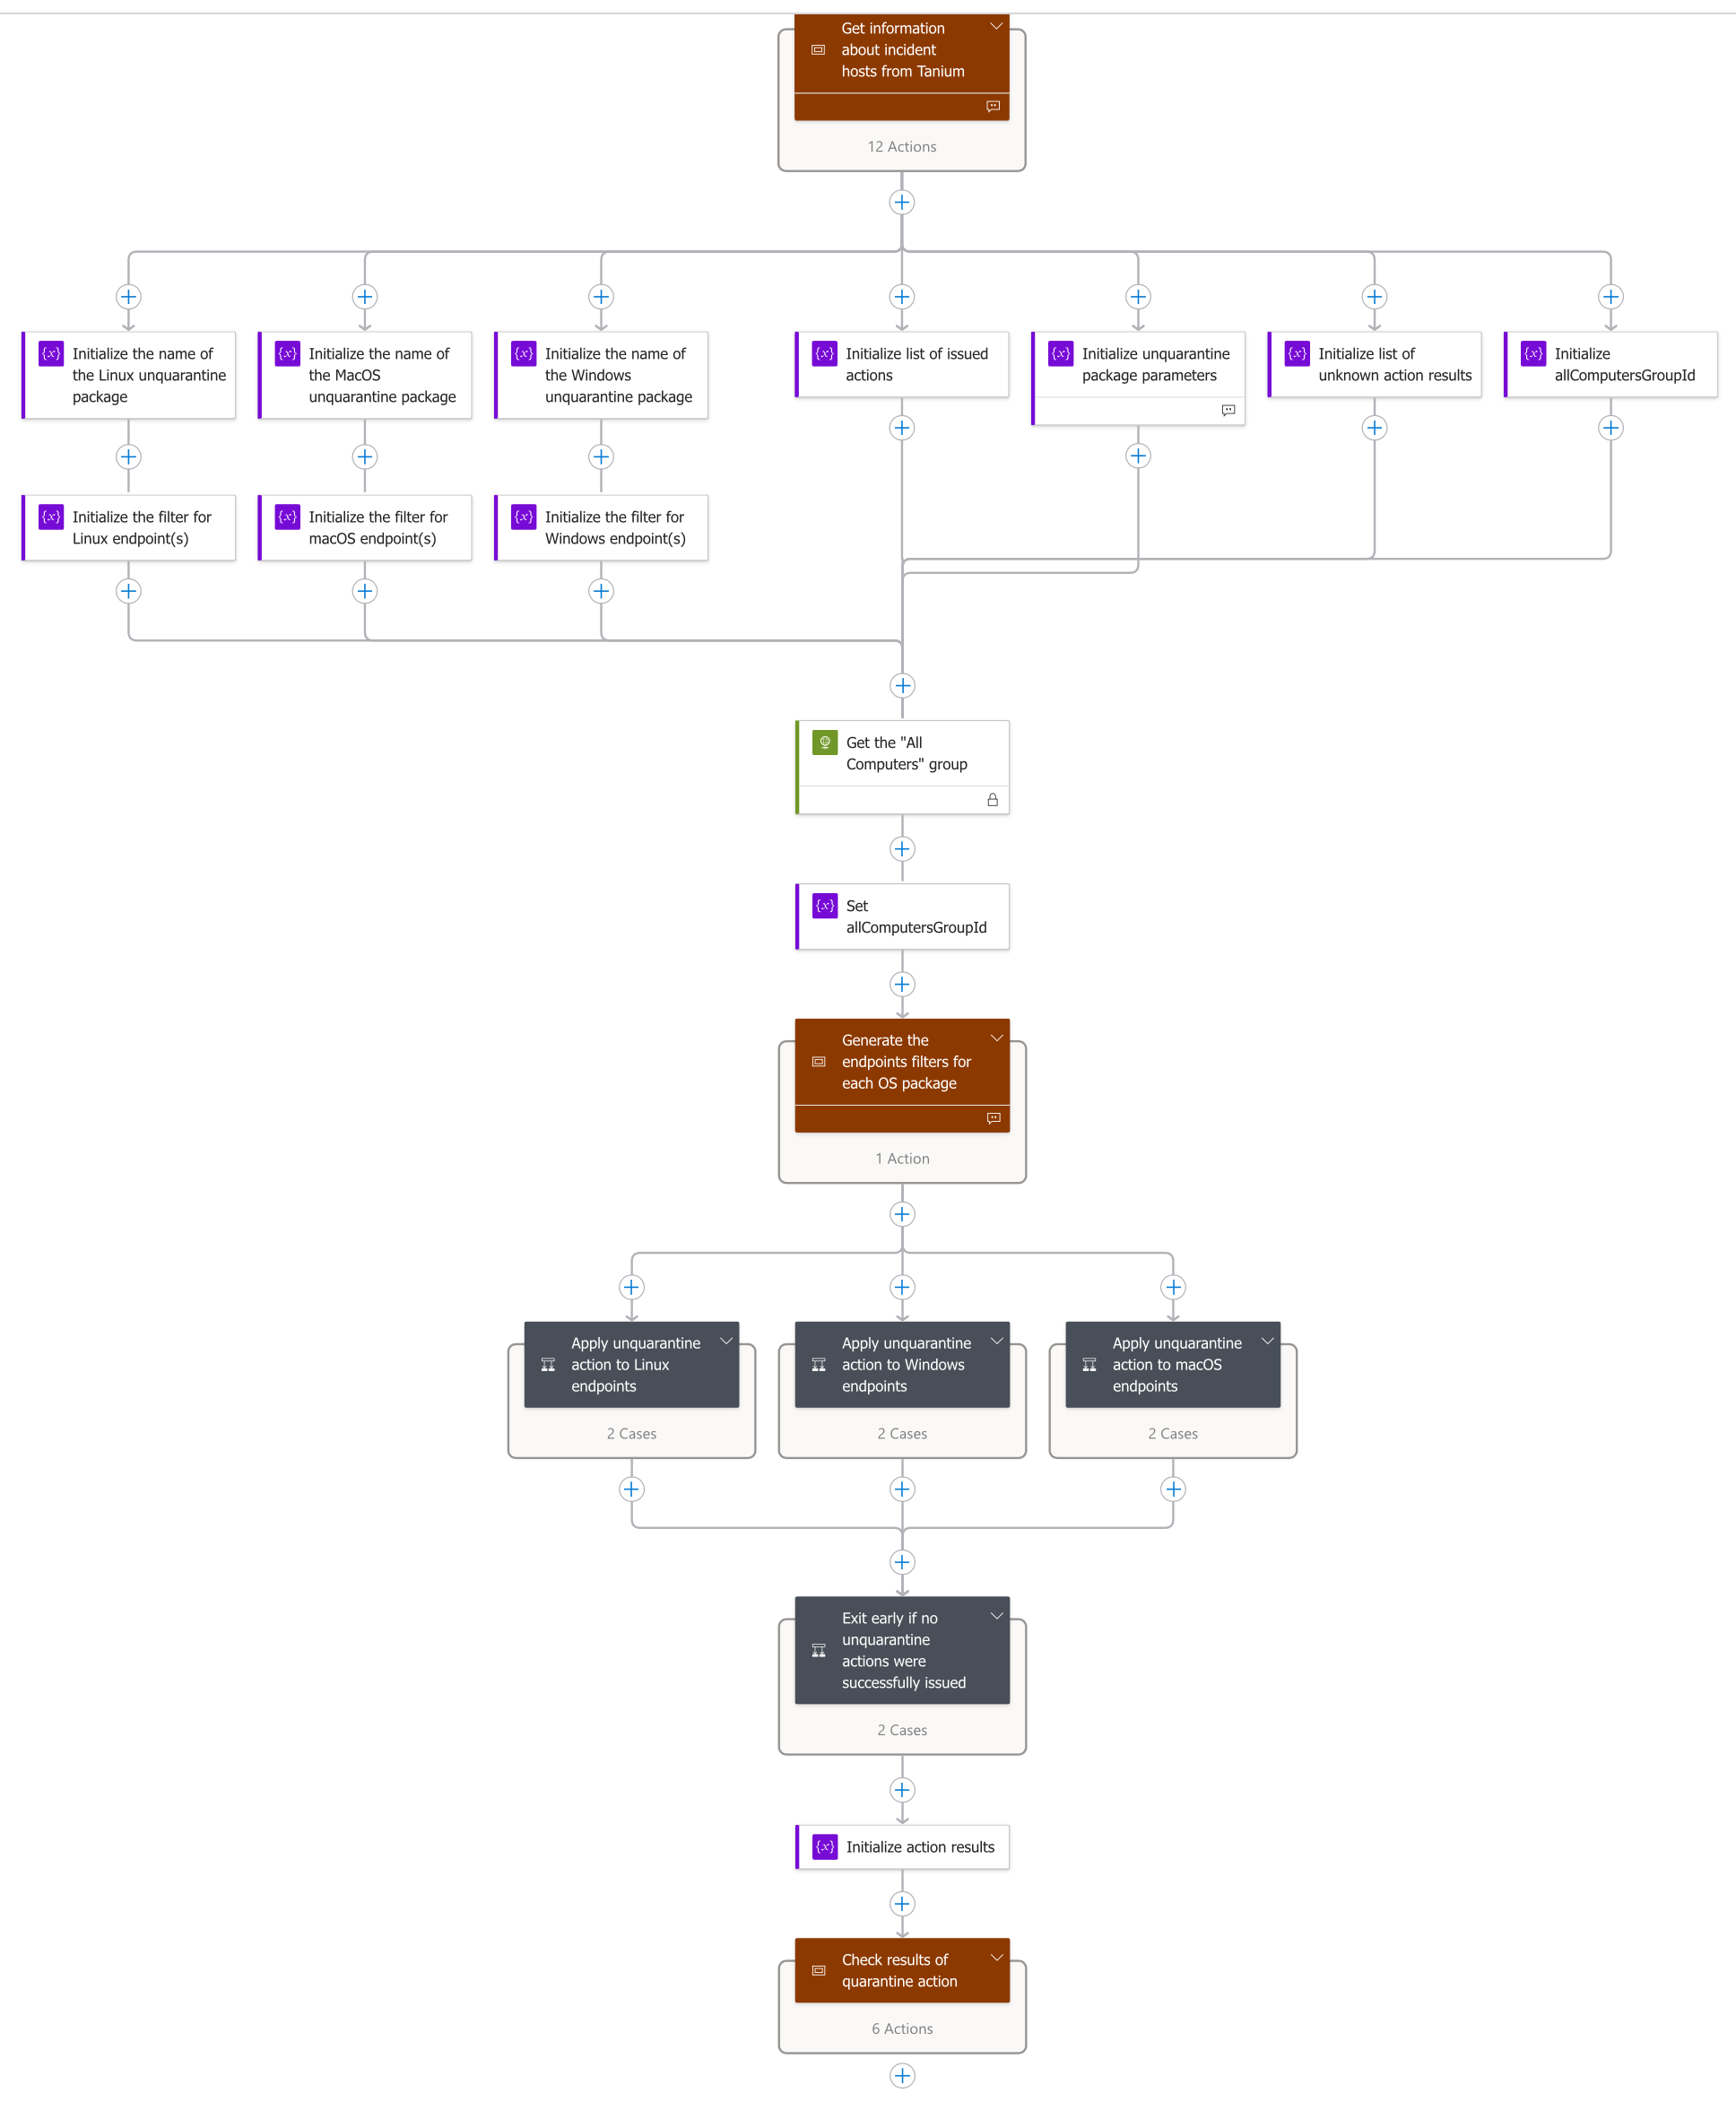 Get information
about incident
hosts from Tanium
12 Actions
{x} Initialize the name of
the Linux unquarantine
package
{x} Initialize the name of
the MacOS
unquarantine package
{x} Initialize the name of
the Windows
unquarantine package
{x} Initialize list of issued
actions
{x} Initialize unquarantine
package parameters
{x} Initialize list of
unknown action results
{x} Initialize
allComputersGroupId
{x} Initialize the filter for
Linux endpoint(s)
{x} Initialize the filter for
macOS endpoint(s)
{x} Initialize the filter for
Windows endpoint(s)
Get the "All
Computers" group
{x} Set
allComputersGroupId
Generate the
endpoints filters for
each OS package
1 Action
Apply unquarantine
action to Linux
endpoints
2 Cases
Apply unquarantine
action to Windows
endpoints
2 Cases
Apply unquarantine
action to macOS
endpoints
2 Cases
Exit early if no
unquarantine
actions were
successfully issued
2 Cases
{x} Initialize action results
Check results of
quarantine action
6 Actions